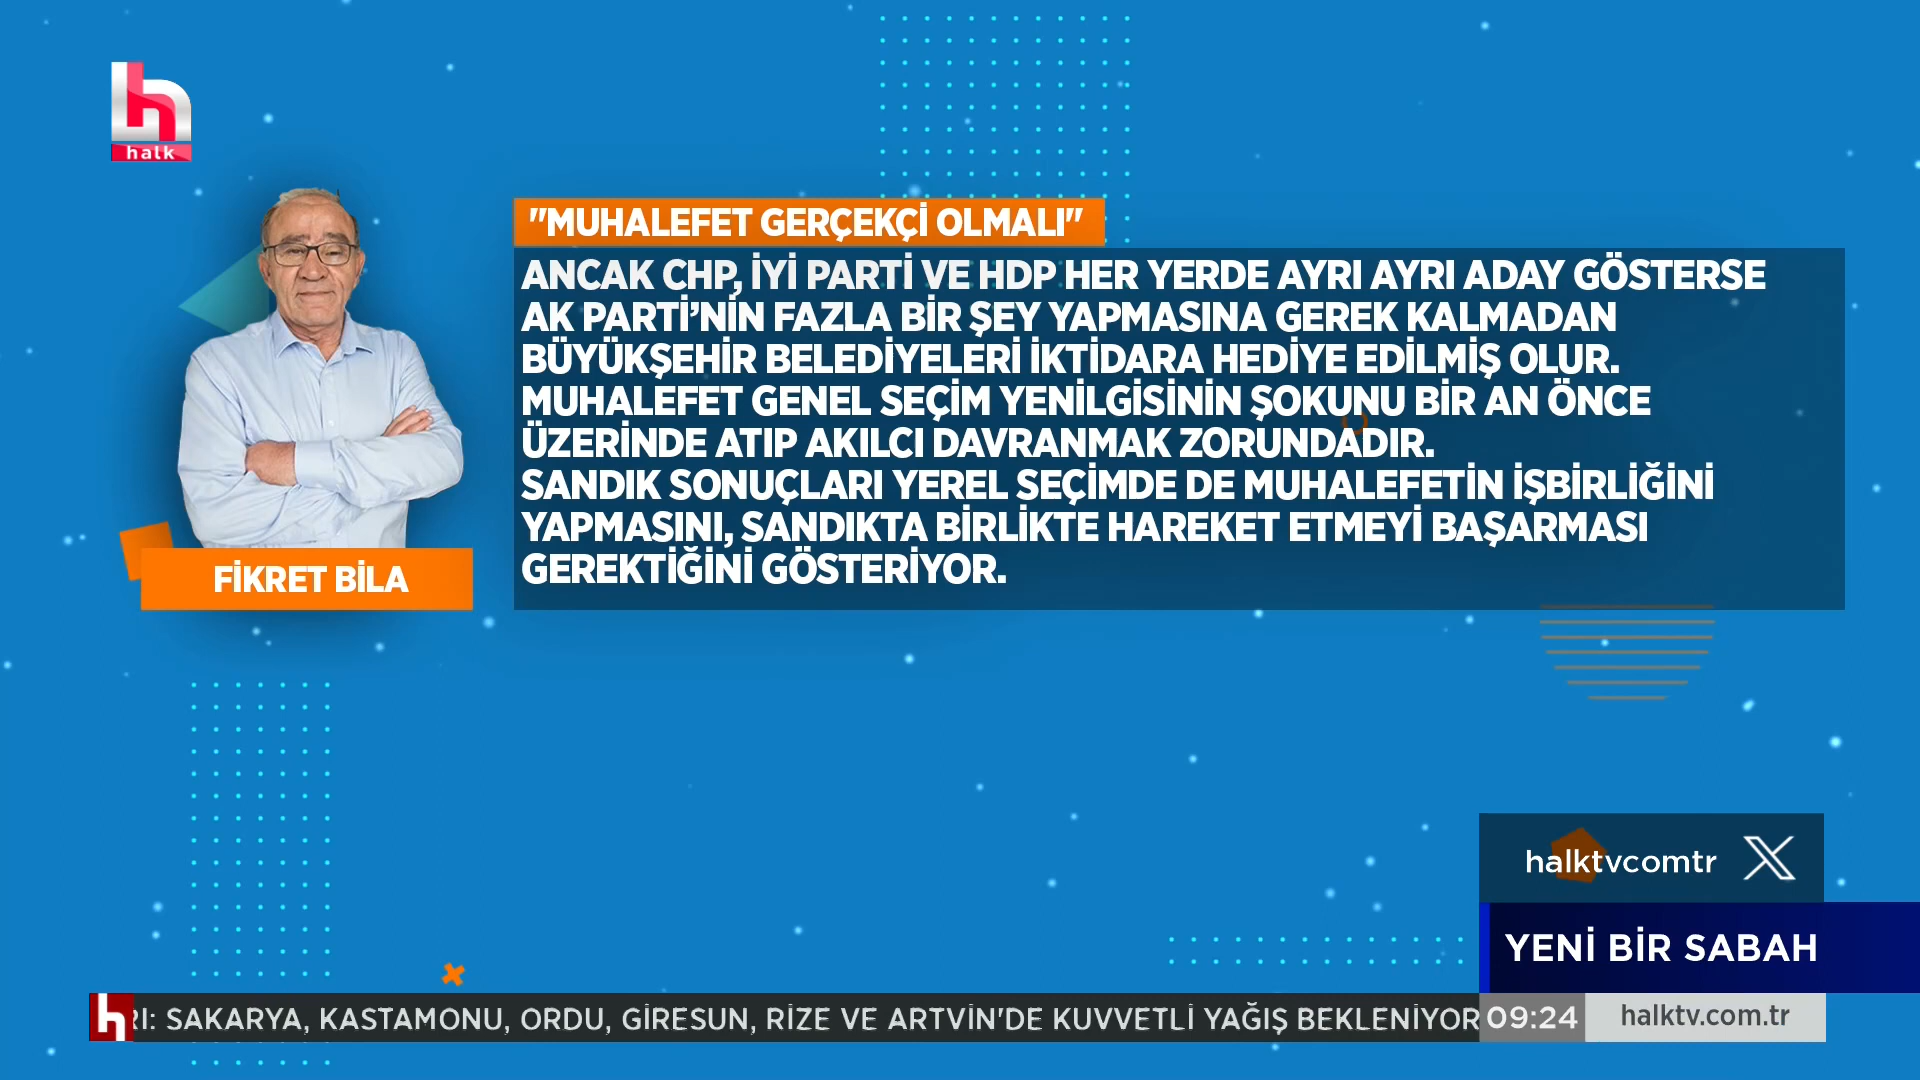 halk
"MUHALEFET GERÇEKÇİ OLMALI"
ANCAK CHP, İYİ PARTİ VE HDP HER YERDE AYRI AYRI ADAY GÖSTERSE
AK PARTİ’NİN FAZLA BİR ŞEY YAPMASINA GEREK KALMADAN
BÜYÜKŞEHİR BELEDİYELERİ İKTİDARA HEDİYE EDİLMİŞ OLUR.
MUHALEFET GENEL SEÇİM YENİLGİSİNİN ŞOKUNU BİR AN ÖNCE
ÜZERİNDE ATIP AKILCI DAVRANMAK ZORUNDADIR.
SANDIK SONUÇLARI YEREL SEÇİMDE DE MUHALEFETİN İŞBİRLİĞİNİ
YAPMASINI, SANDIKTA BİRLİKTE HAREKET ETMEYİ BAŞARMASI
GEREKTİĞİNİ GÖSTERİYOR.
FİKRET BİLA
halktvcomtr
YENİ BİR SABAH
RI: SAKARYA, KASTAMONU, ORDU, GİRESUN, RİZE VE ARTVİN'DE KUVVETLİ YAĞIŞ BEKLENİYOR
09:24
halktv.com.tr